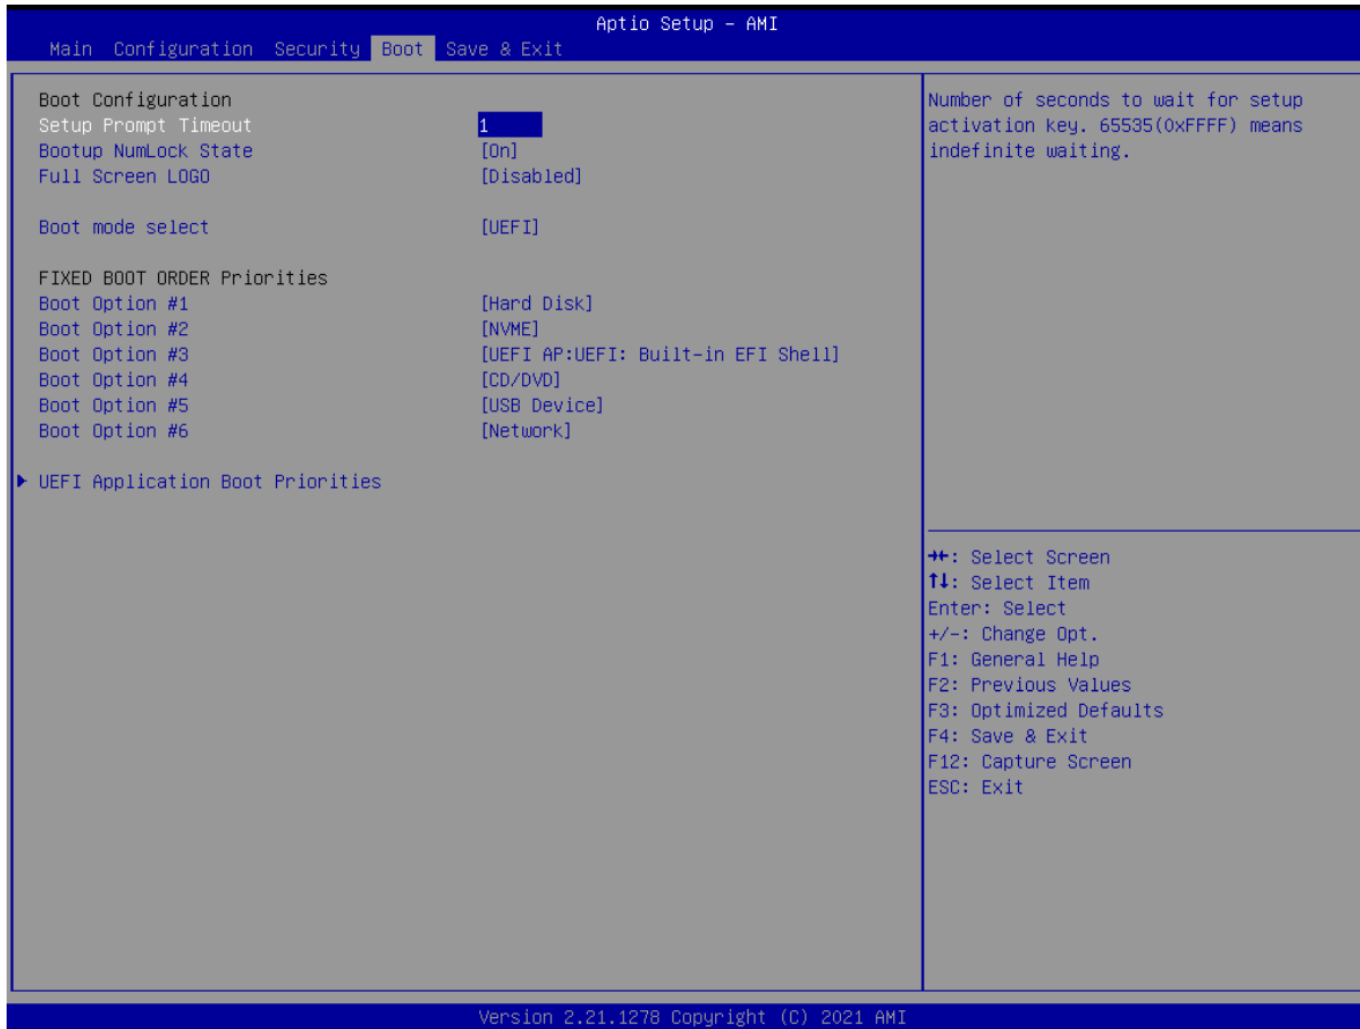 Aptio Setup - AMI
Main Configuration Security Boot Save & Exit
Boot Configuration
Setup Prompt Timeout 1
Bootup NumLock State [On]
Full Screen LOGO [Disabled]
Boot mode select [UEFI]
FIXED BOOT ORDER Priorities
Boot Option #1 [Hard Disk]
Boot Option #2 [NVME]
Boot Option #3 [UEFI AP:UEFI: Built-in EFI Shell]
Boot Option #4 [CD/DVD]
Boot Option #5 [USB Device]
Boot Option #6 [Network]
UEFI Application Boot Priorities
Number of seconds to wait for setup
activation key. 65535(0xFFFF) means
indefinite waiting.
→←: Select Screen
↑↓: Select Item
Enter: Select
+/-: Change Opt.
F1: General Help
F2: Previous Values
F3: Optimized Defaults
F4: Save & Exit
F12: Capture Screen
ESC: Exit
Version 2.21.1278 Copyright (C) 2021 AMI